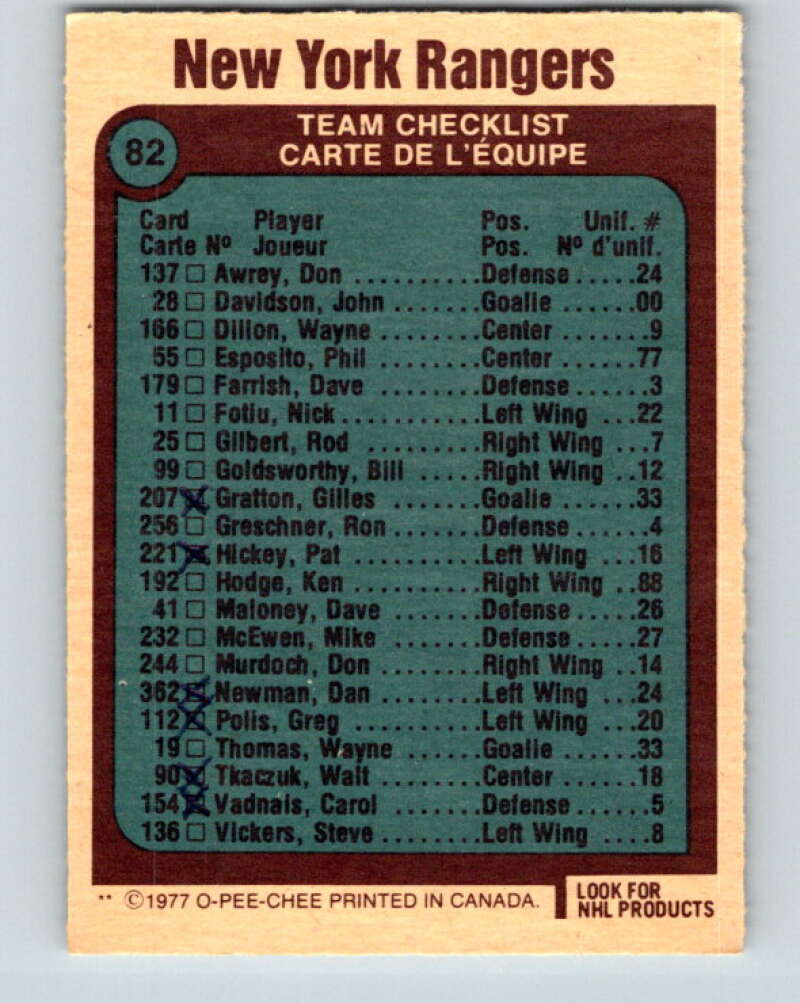 New York Rangers
82
TEAM CHECKLIST
CARTE DE L'ÉQUIPE
Card Player Pos. Unif. #
Carte Nº Joueur Pos. Nº d'unif.
137 □ Awrey, Don ..........Defense.....24
28 □ Davidson, John .......Goalie ......00
166 □ Dillon, Wayne ........Center ......9
55 □ Esposito, Phil ........Center ......77
179 □ Farrish, Dave ........Defense......3
11 □ Fotiu, Nick...........Left Wing ...22
25 □ Gilbert, Rod .........Right Wing ...7
99 □ Goldsworthy, Bill .....Right Wing ..12
207 ☒ Gratton, Gilles .......Goalie ......33
256 □ Greschner, Ron .......Defense......4
221 ☒ Hickey, Pat ..........Left Wing ...16
192 □ Hodge, Ken ..........Right Wing ..88
41 □ Maloney, Dave .......Defense.....26
232 □ McEwen, Mike .......Defense.....27
244 □ Murdoch, Don ........Right Wing ..14
362 ☒ Newman, Dan ........Left Wing ...24
112 ☒ Polis, Greg ..........Left Wing ...20
19 □ Thomas, Wayne ......Goalie ......33
90 ☒ Tkaczuk, Walt ........Center ......18
154 ☒ Vadnais, Carol .......Defense......5
136 □ Vickers, Steve ........Left Wing ....8
** ©1977 O-PEE-CHEE PRINTED IN CANADA.
LOOK FOR
NHL PRODUCTS